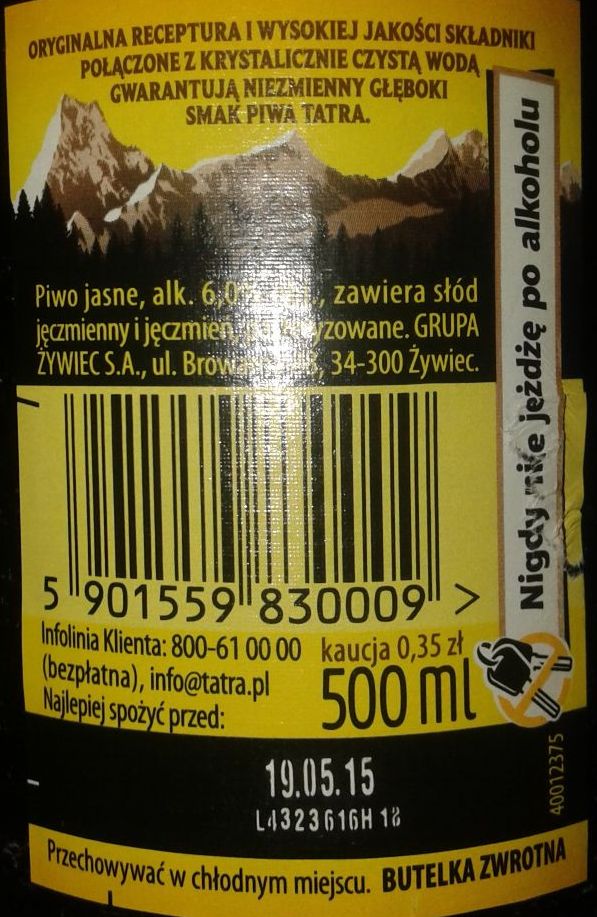 ORYGINALNA RECEPTURA I WYSOKIEJ JAKOŚCI SKŁADNIKI
POŁĄCZONE Z KRYSTALICZNIE CZYSTĄ WODĄ
GWARANTUJĄ NIEZMIENNY GŁĘBOKI
SMAK PIWA TATRA.
Piwo jasne, alk. zawiera słód
jęczmienny i GRUPA
ŻYWIEC S.A., ul. 34-300 Żywiec.
Nigdy nie jeżdżę po alkoholu
5 901559 830009 >
Infolinia Klienta: 800-61 00 00
(bezpłatna), info@tatra.pl
Najlepiej spożyć przed:
kaucja 0,35 zł
500 ml
19.05.15
L4323616H 18
40012375
Przechowywać w chłodnym miejscu. BUTELKA ZWROTNA